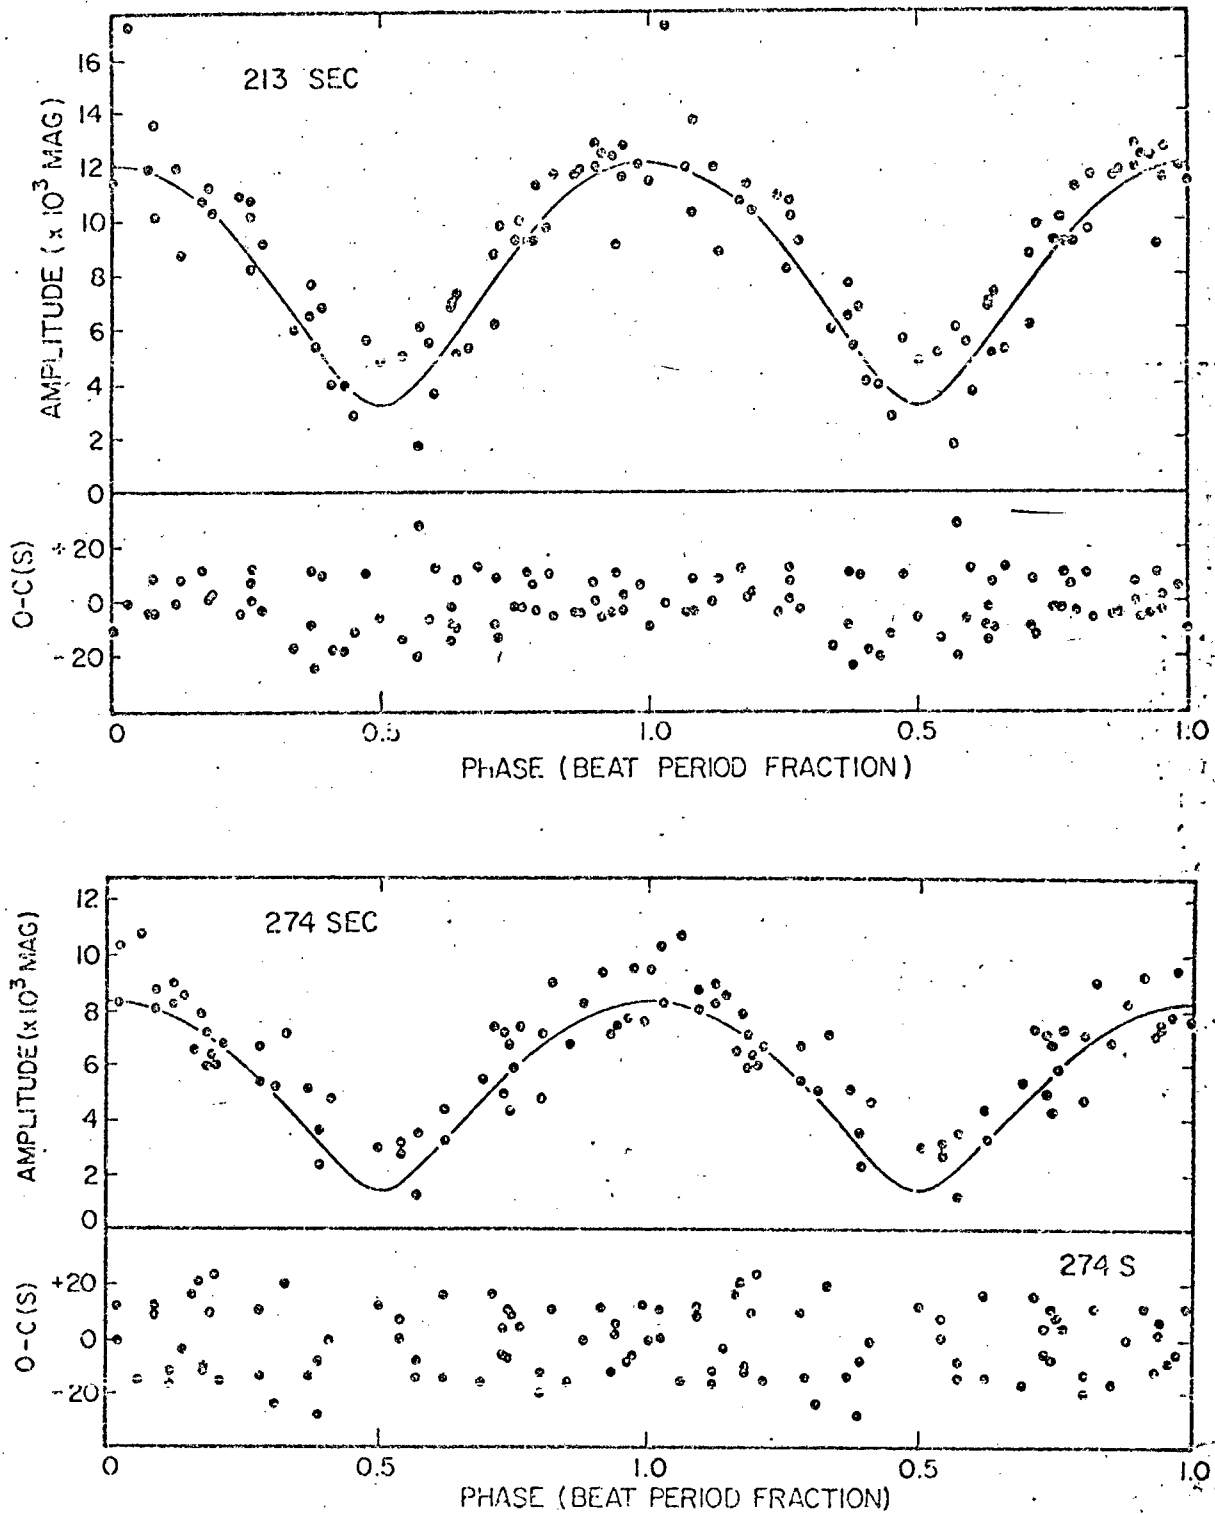 213 SEC
16
14
12
10
8
6
4
2
0
AMPLITUDE (x 10³ MAG)
+20
0
-20
O-C(S)
0 0.5 1.0 0.5 1.0
PHASE (BEAT PERIOD FRACTION)
274 SEC
12
10
8
6
4
2
0
AMPLITUDE (x10³ MAG)
274 S
+20
0
-20
O-C(S)
0 0.5 1.0 0.5 1.0
PHASE (BEAT PERIOD FRACTION)